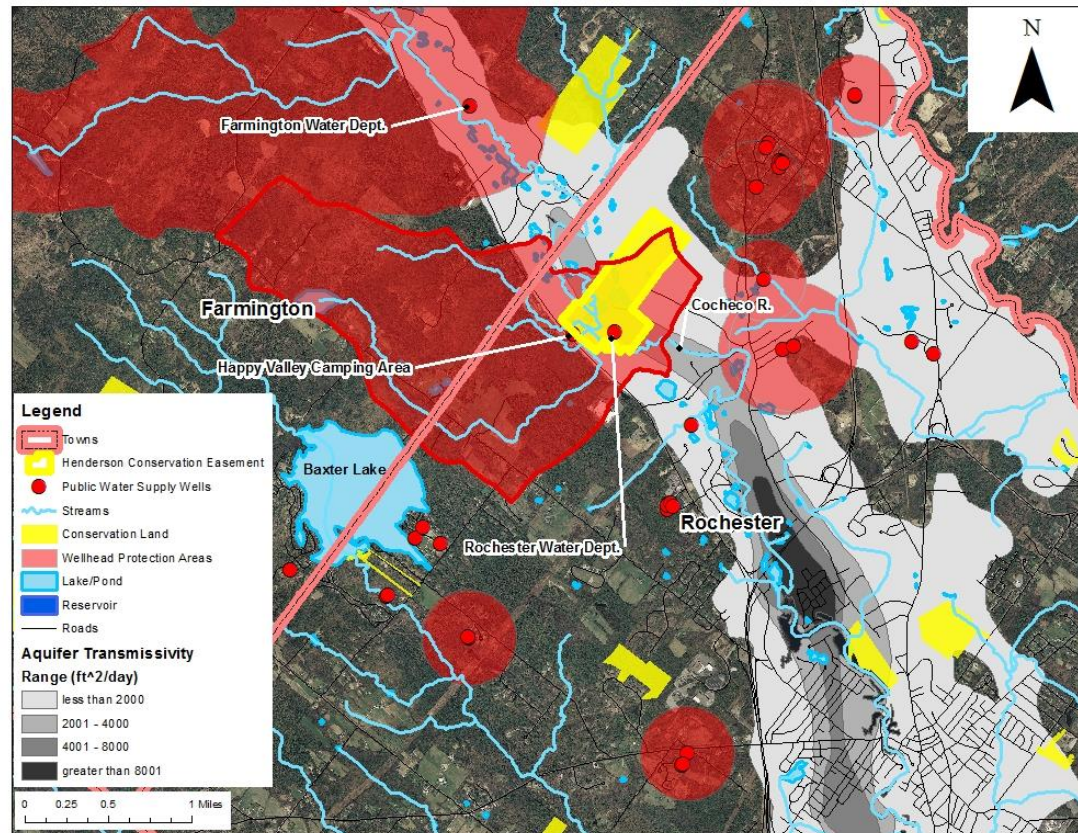 N
Farmington Water Dept.
Farmington
Cocheco R.
Happy Valley Camping Area
Baxter Lake
Rochester
Rochester Water Dept.
Legend
Towns
Henderson Conservation Easement
Public Water Supply Wells
Streams
Conservation Land
Wellhead Protection Areas
Lake/Pond
Reservoir
Roads
Aquifer Transmissivity
Range (ft^2/day)
less than 2000
2001 - 4000
4001 - 8000
greater than 8001
0 0.25 0.5 1 Miles